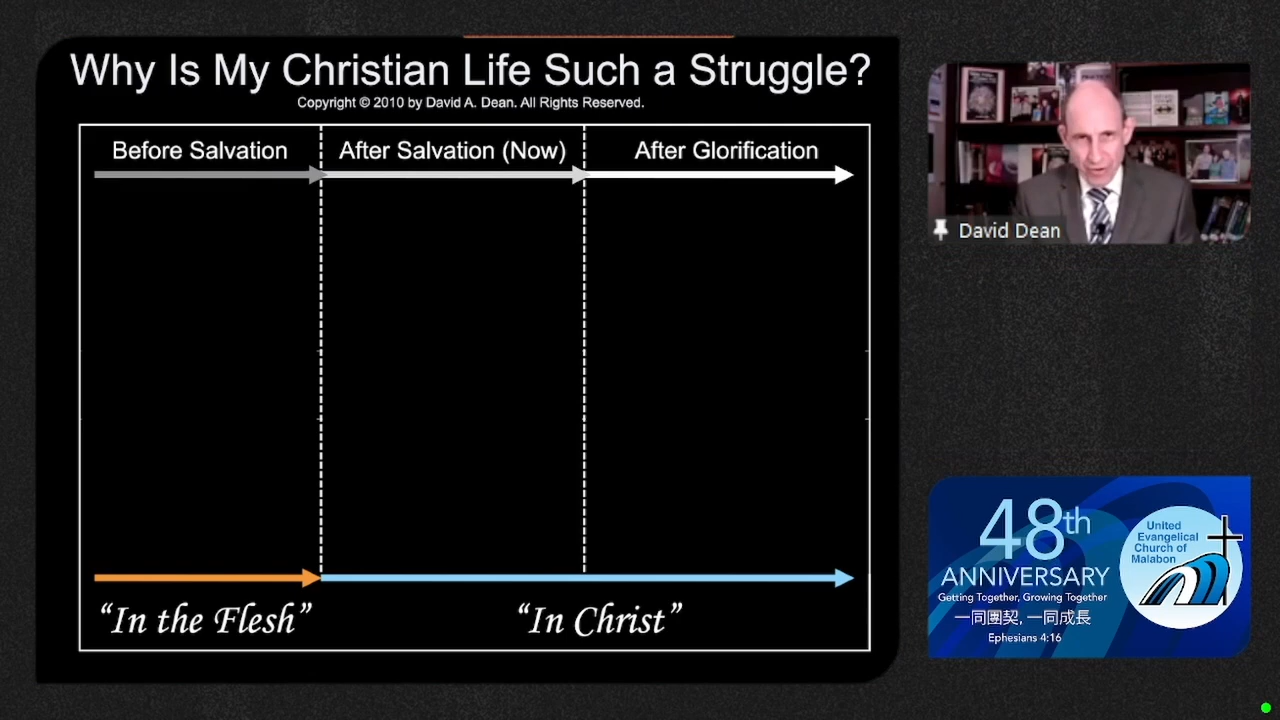 Why Is My Christian Life Such a Struggle?
Copyright © 2010 by David A. Dean. All Rights Reserved.
Before Salvation
After Salvation (Now)
After Glorification
“In the Flesh”
“In Christ”
David Dean
48th
ANNIVERSARY
Getting Together, Growing Together
一同團契, 一同成長
Ephesians 4:16
United
Evangelical
Church of
Malabon